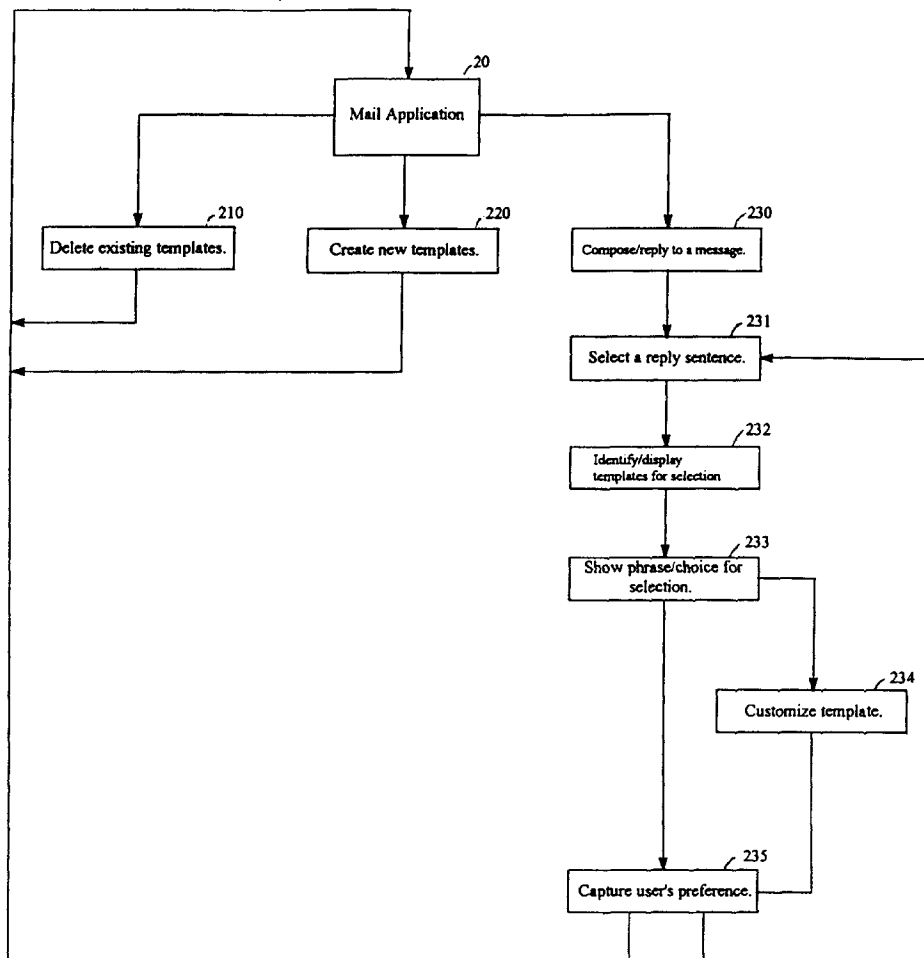 20
Mail Application
210
Delete existing templates.
220
Create new templates.
230
Compose/reply to a message.
231
Select a reply sentence.
232
Identify/display
templates for selection
233
Show phrase/choice for
selection.
234
Customize template.
235
Capture user's preference.